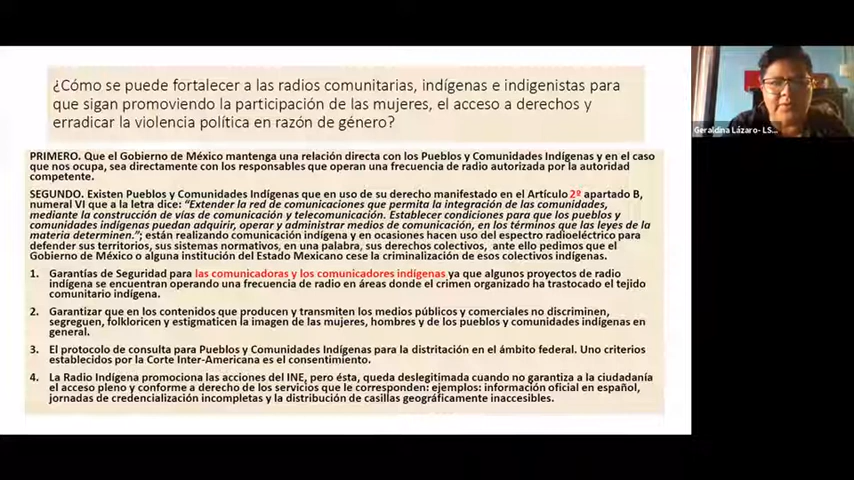 ¿Cómo se puede fortalecer a las radios comunitarias, indígenas e indigenistas para
que sigan promoviendo la participación de las mujeres, el acceso a derechos y
erradicar la violencia política en razón de género?
Geraldina Lázaro- LS...
PRIMERO. Que el Gobierno de México mantenga una relación directa con los Pueblos y Comunidades Indígenas y en el caso
que nos ocupa, sea directamente con los responsables que operan una frecuencia de radio autorizada por la autoridad
competente.
SEGUNDO. Existen Pueblos y Comunidades Indígenas que en uso de su derecho manifestado en el Artículo 2º apartado B,
numeral VI que a la letra dice: “Extender la red de comunicaciones que permita la integración de las comunidades,
mediante la construcción de vías de comunicación y telecomunicación. Establecer condiciones para que los pueblos y
comunidades indígenas puedan adquirir, operar y administrar medios de comunicación, en los términos que las leyes de la
materia determinen.”; están realizando comunicación indígena y en ocasiones hacen uso del espectro radioeléctrico para
defender sus territorios, sus sistemas normativos, en una palabra, sus derechos colectivos, ante ello pedimos que el
Gobierno de México o alguna institución del Estado Mexicano cese la criminalización de esos colectivos indígenas.
1. Garantías de Seguridad para las comunicadoras y los comunicadores indígenas ya que algunos proyectos de radio
indígena se encuentran operando una frecuencia de radio en áreas donde el crimen organizado ha trastocado el tejido
comunitario indígena.
2. Garantizar que en los contenidos que producen y transmiten los medios públicos y comerciales no discriminen,
segreguen, folkloricen y estigmaticen la imagen de las mujeres, hombres y de los pueblos y comunidades indígenas en
general.
3. El protocolo de consulta para Pueblos y Comunidades Indígenas para la distritación en el ámbito federal. Uno criterios
establecidos por la Corte Inter-Americana es el consentimiento.
4. La Radio Indígena promociona las acciones del INE, pero ésta, queda deslegitimada cuando no garantiza a la ciudadanía
el acceso pleno y conforme a derecho de los servicios que le corresponden: ejemplos: información oficial en español,
jornadas de credencialización incompletas y la distribución de casillas geográficamente inaccesibles.